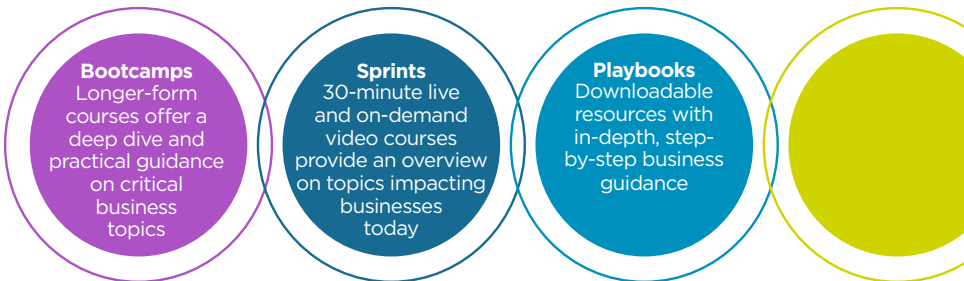 Bootcamps
Longer-form
courses offer a
deep dive and
practical guidance
on critical
business
topics
Sprints
30-minute live
and on-demand
video courses
provide an overview
on topics impacting
businesses
today
Playbooks
Downloadable
resources with
in-depth, step-
by-step business
guidance